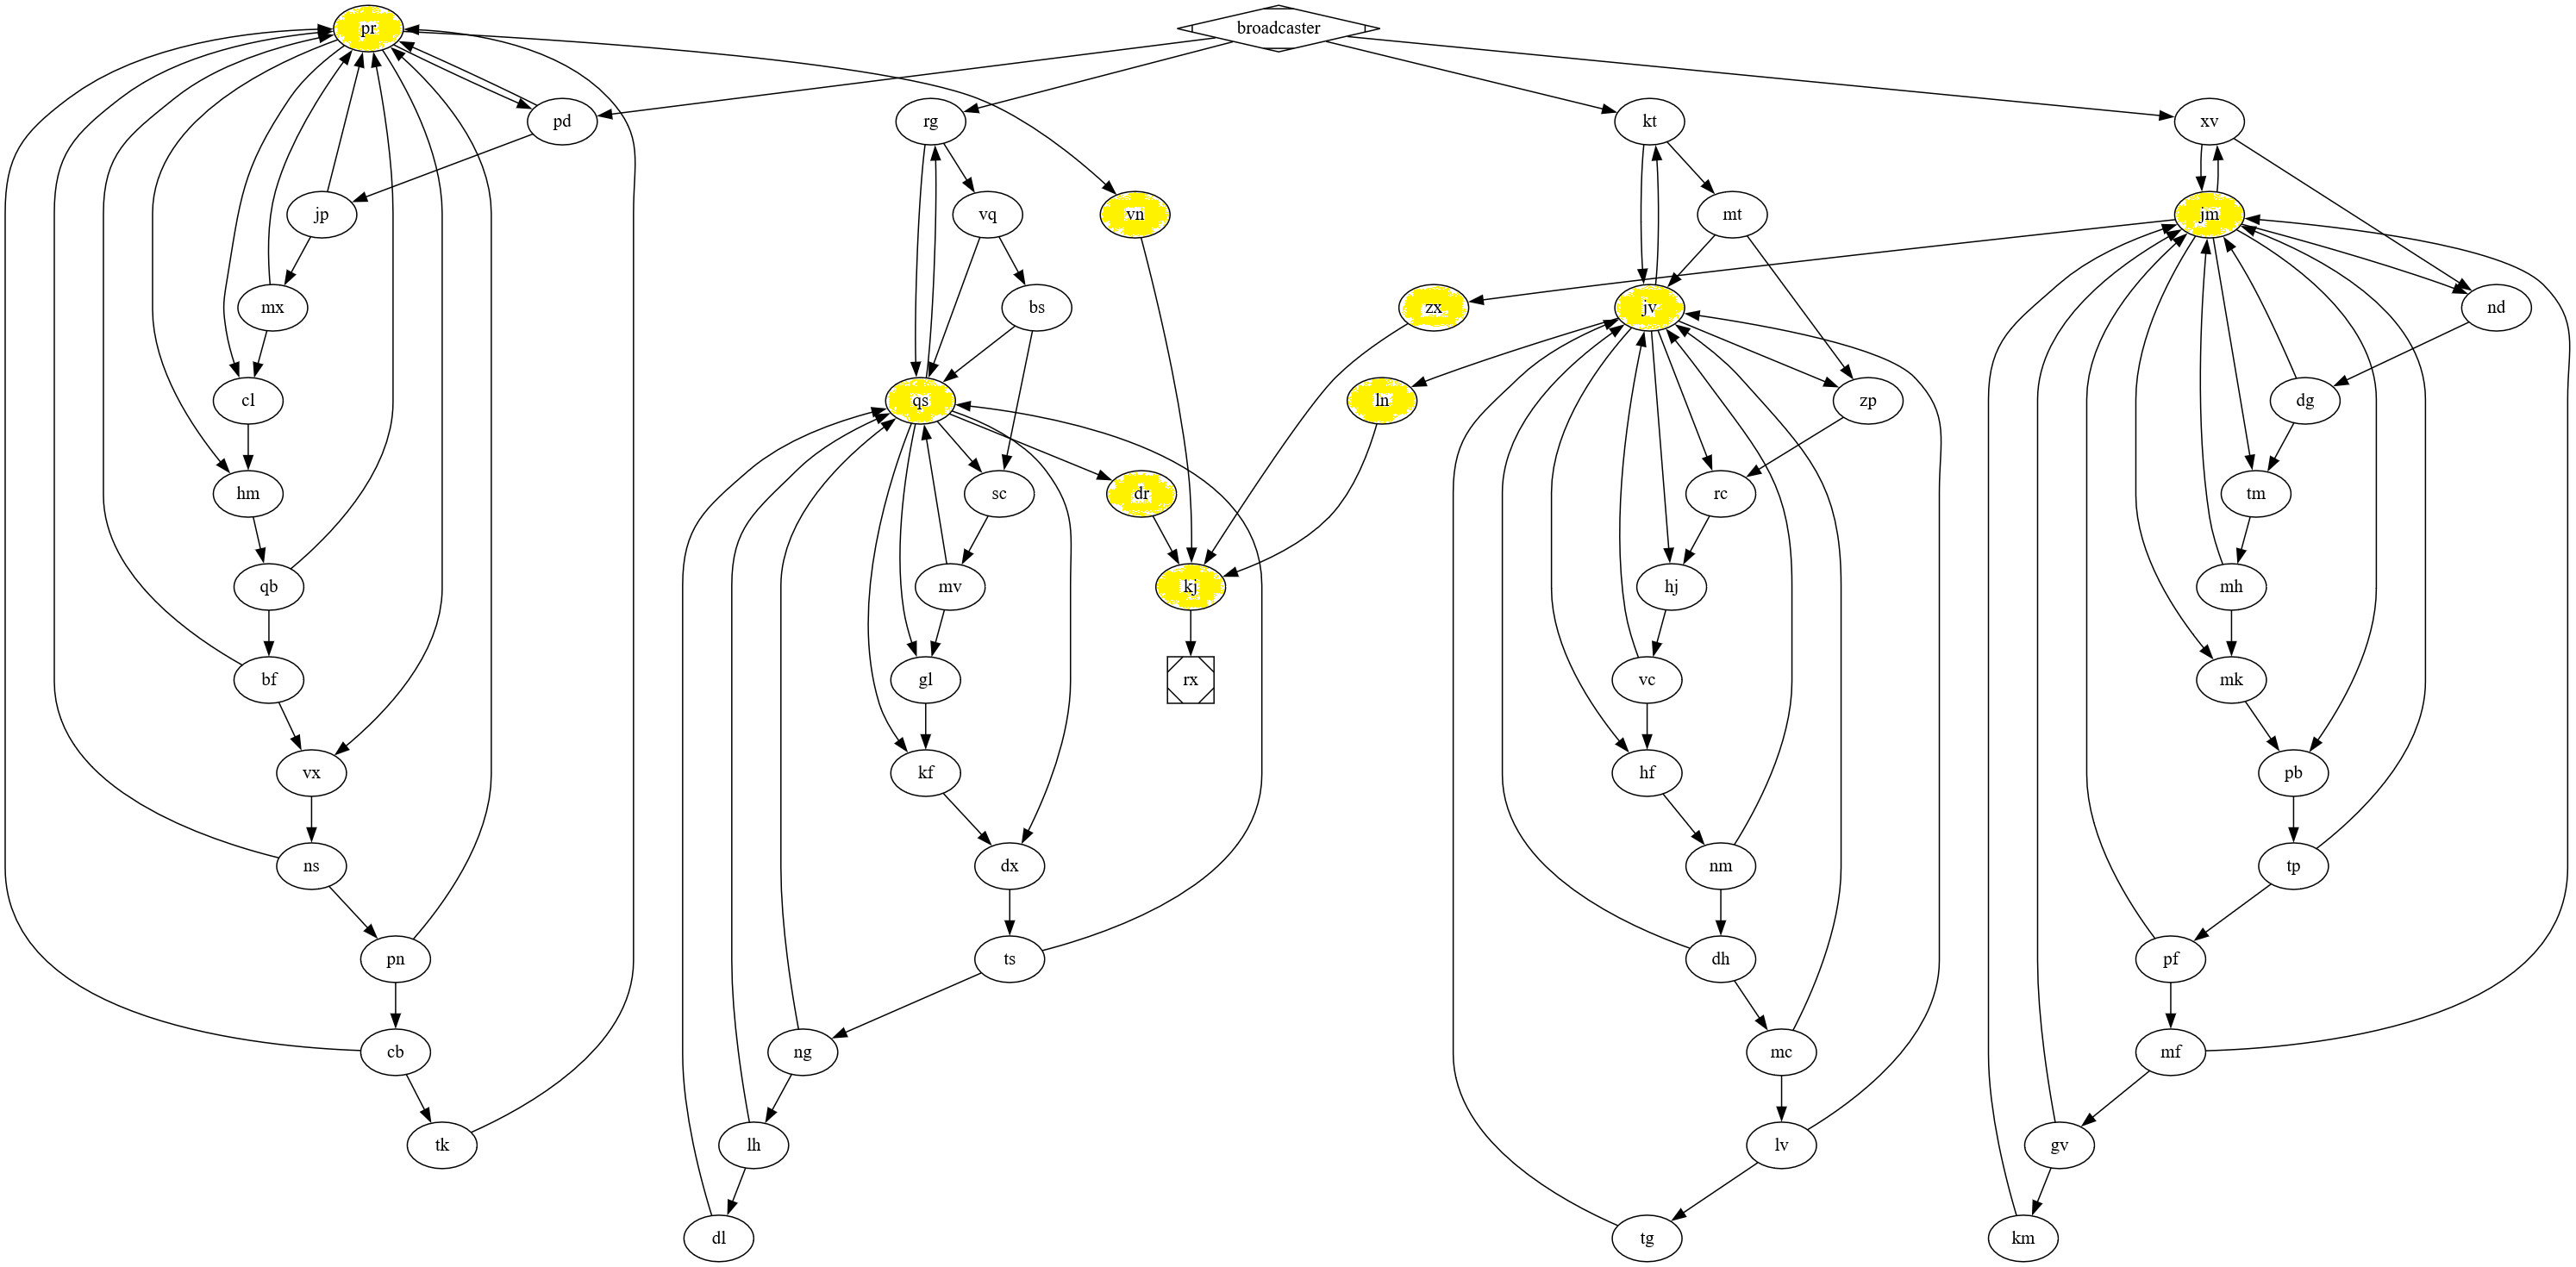 pr
broadcaster
pd
rg
kt
xv
jp
vq
vn
mt
jm
mx
bs
zx
jv
nd
cl
qs
ln
zp
dg
hm
sc
dr
rc
tm
qb
mv
kj
hj
mh
bf
gl
rx
vc
mk
vx
kf
hf
pb
ns
dx
nm
tp
pn
ts
dh
pf
cb
ng
mc
mf
tk
lh
lv
gv
dl
tg
km